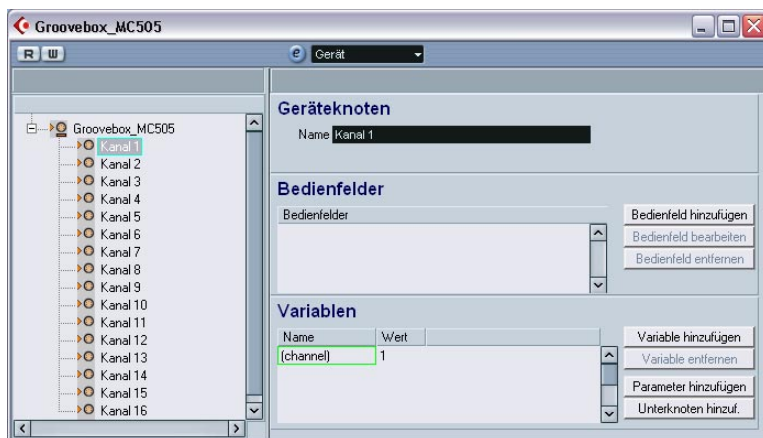 Groovebox_MC505
R W
e Gerät
Groovebox_MC505
Kanal 1
Kanal 2
Kanal 3
Kanal 4
Kanal 5
Kanal 6
Kanal 7
Kanal 8
Kanal 9
Kanal 10
Kanal 11
Kanal 12
Kanal 13
Kanal 14
Kanal 15
Kanal 16
Geräteknoten
Name Kanal 1
Bedienfelder
Bedienfelder
Bedienfeld hinzufügen
Bedienfeld bearbeiten
Bedienfeld entfernen
Variablen
Name Wert
(channel) 1
Variable hinzufügen
Variable entfernen
Parameter hinzufügen
Unterknoten hinzuf.